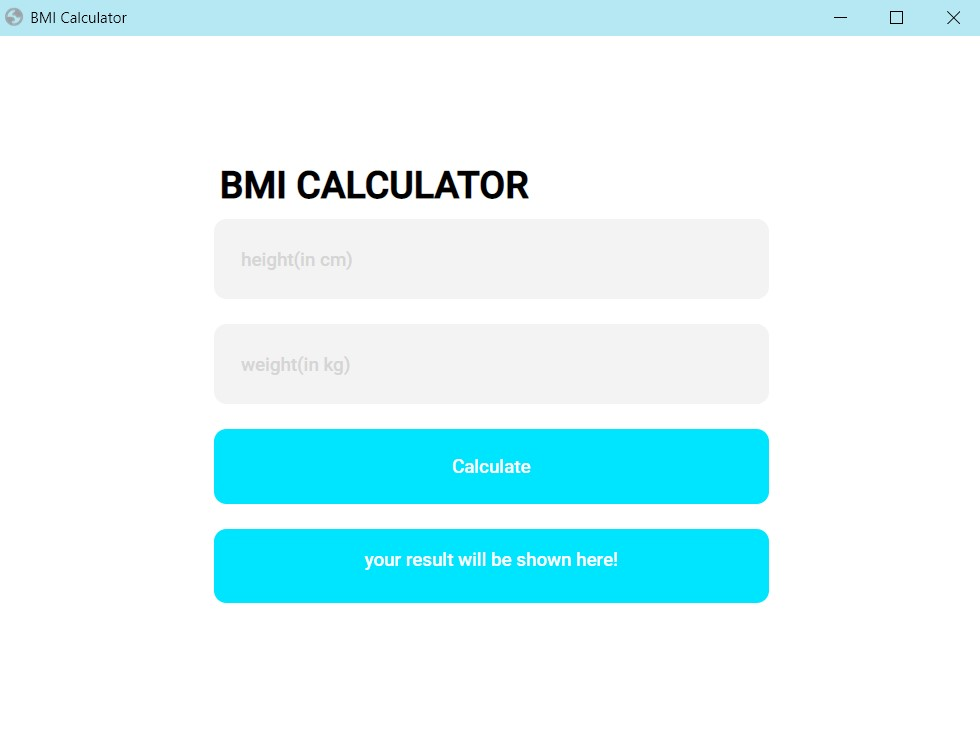 BMI Calculator
BMI CALCULATOR
height(in cm)
weight(in kg)
Calculate
your result will be shown here!